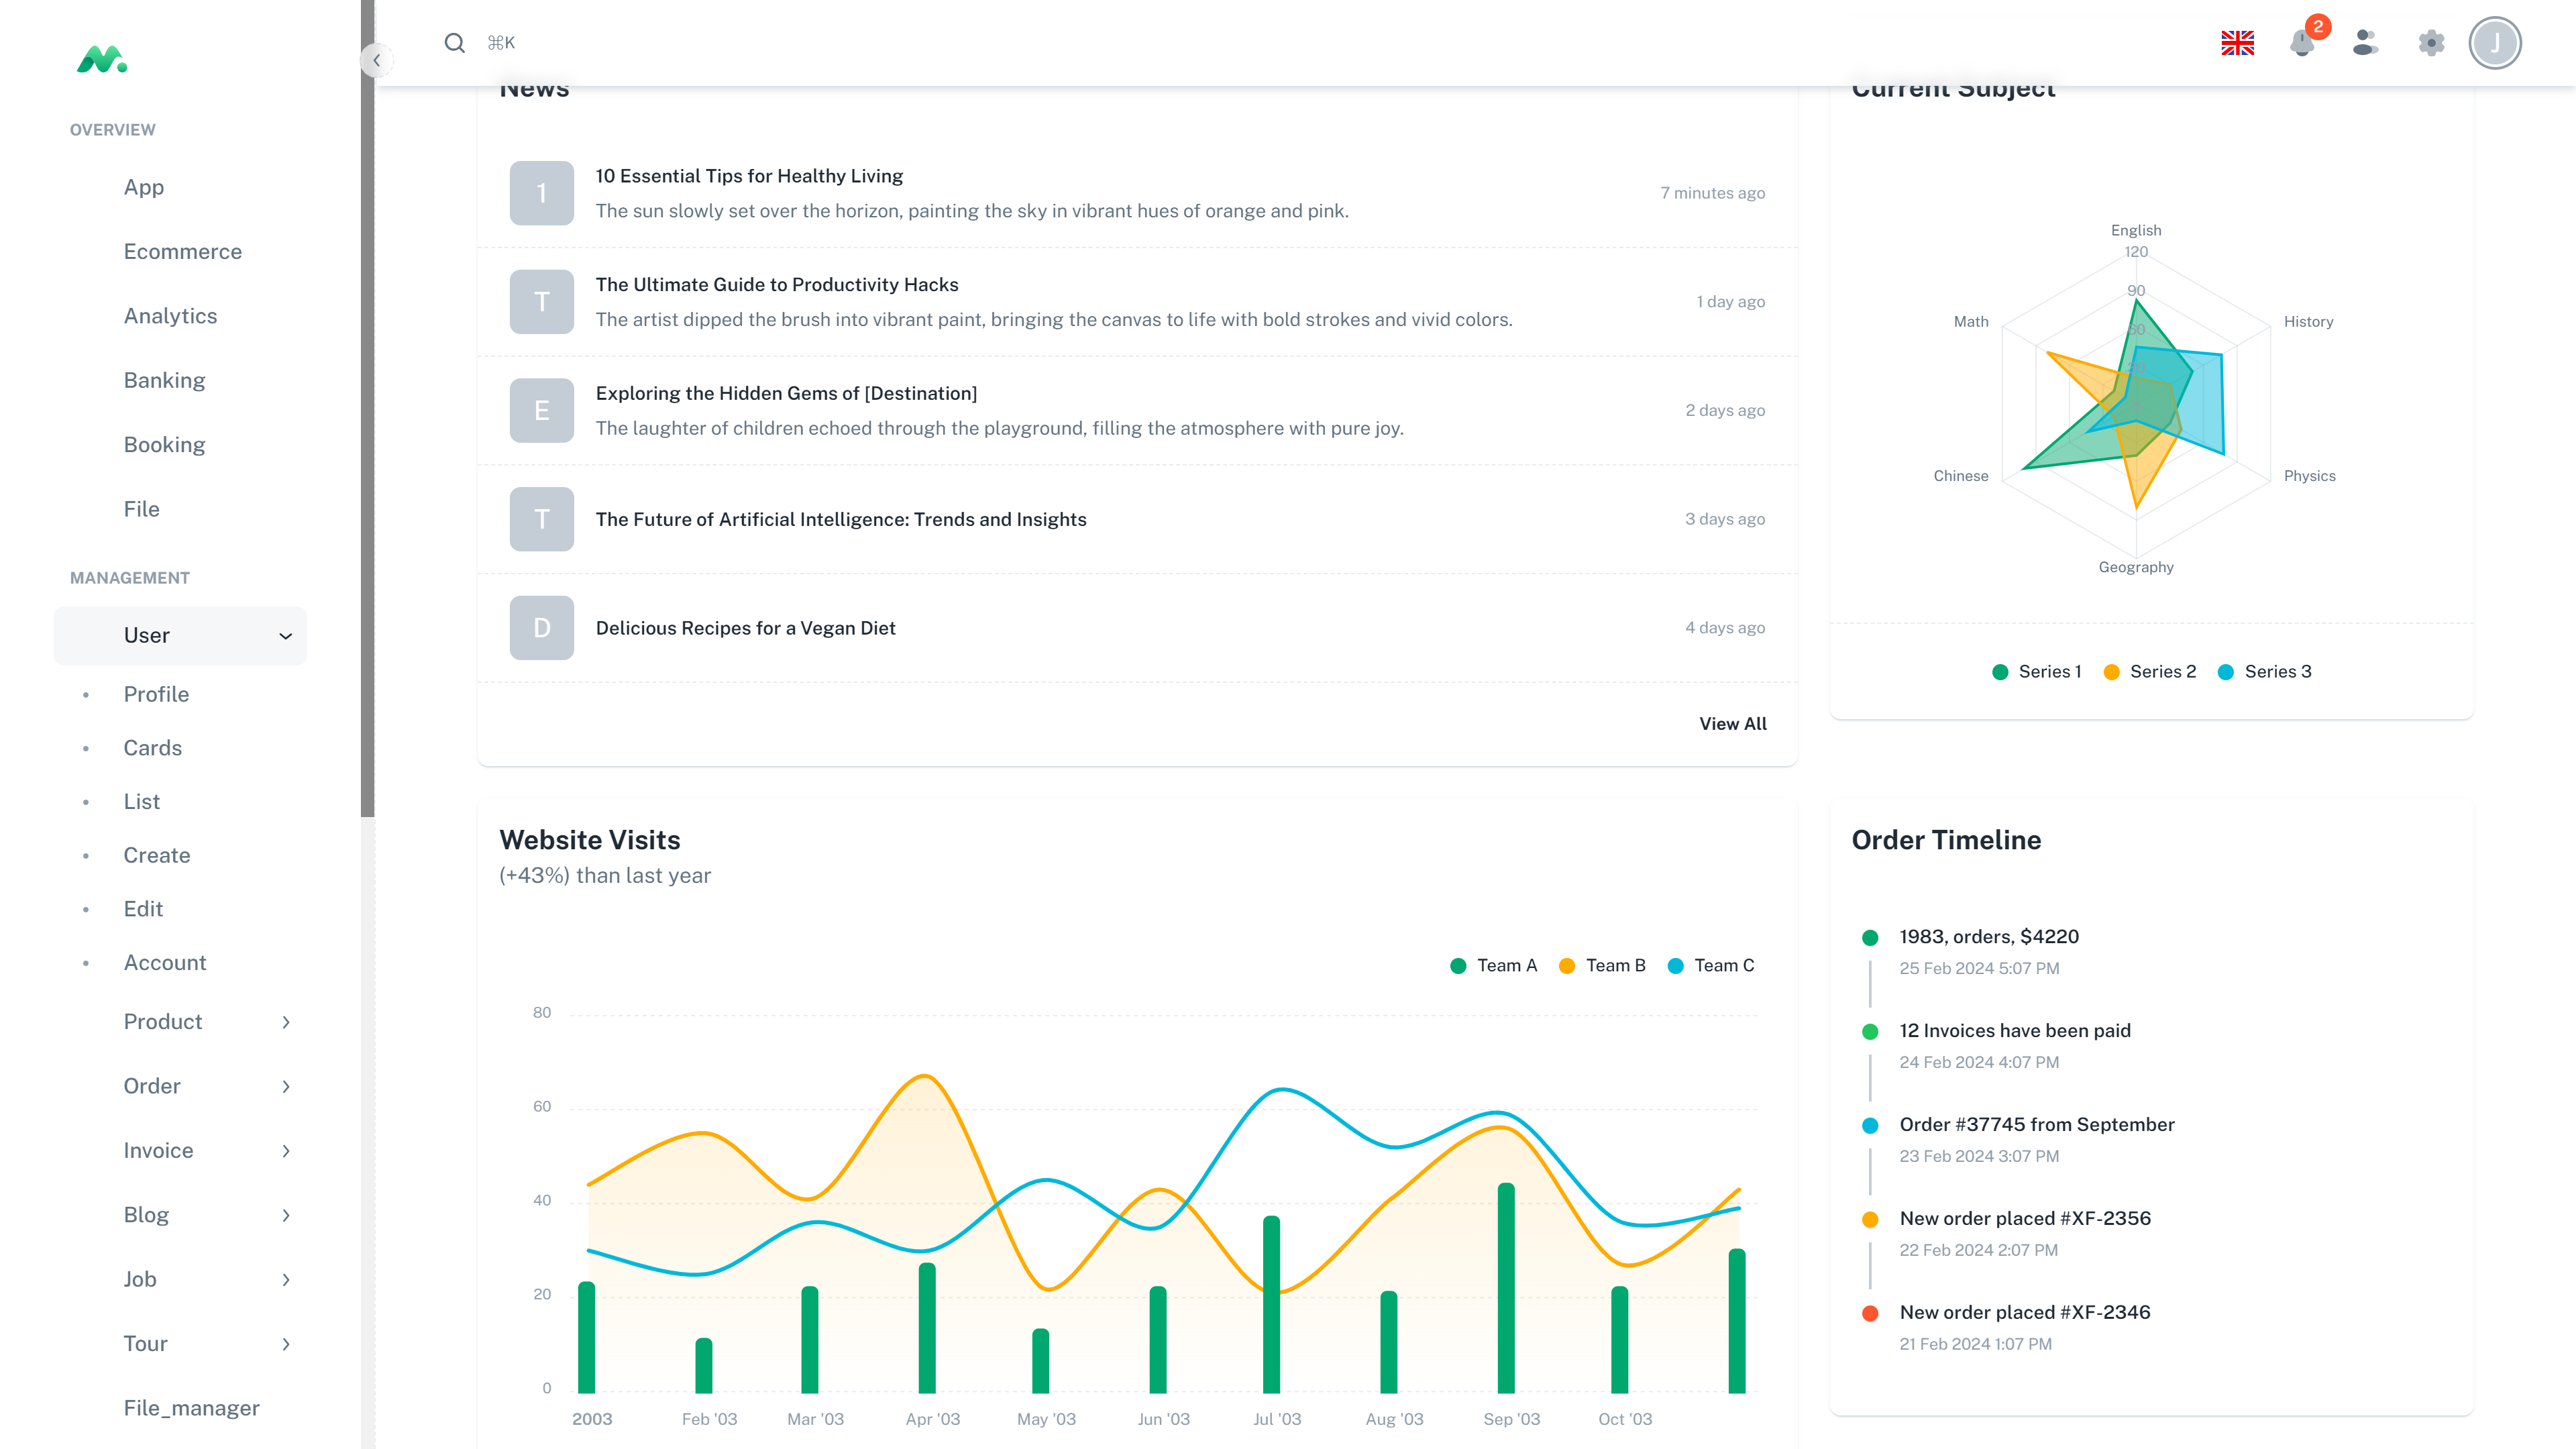 OVERVIEW
App
Ecommerce
Analytics
Banking
Booking
File
MANAGEMENT
User
Profile
Cards
List
Create
Edit
Account
Product
Order
Invoice
Blog
Job
Tour
File_manager
⌘K
2
J
News
1
10 Essential Tips for Healthy Living
The sun slowly set over the horizon, painting the sky in vibrant hues of orange and pink.
7 minutes ago
T
The Ultimate Guide to Productivity Hacks
The artist dipped the brush into vibrant paint, bringing the canvas to life with bold strokes and vivid colors.
1 day ago
E
Exploring the Hidden Gems of [Destination]
The laughter of children echoed through the playground, filling the atmosphere with pure joy.
2 days ago
T
The Future of Artificial Intelligence: Trends and Insights
3 days ago
D
Delicious Recipes for a Vegan Diet
4 days ago
View All
Current Subject
English
120
90
60
Math
History
Chinese
Physics
Geography
Series 1
Series 2
Series 3
Website Visits
(+43%) than last year
Team A
Team B
Team C
80
60
40
20
0
2003
Feb '03
Mar '03
Apr '03
May '03
Jun '03
Jul '03
Aug '03
Sep '03
Oct '03
Order Timeline
1983, orders, $4220
25 Feb 2024 5:07 PM
12 Invoices have been paid
24 Feb 2024 4:07 PM
Order #37745 from September
23 Feb 2024 3:07 PM
New order placed #XF-2356
22 Feb 2024 2:07 PM
New order placed #XF-2346
21 Feb 2024 1:07 PM